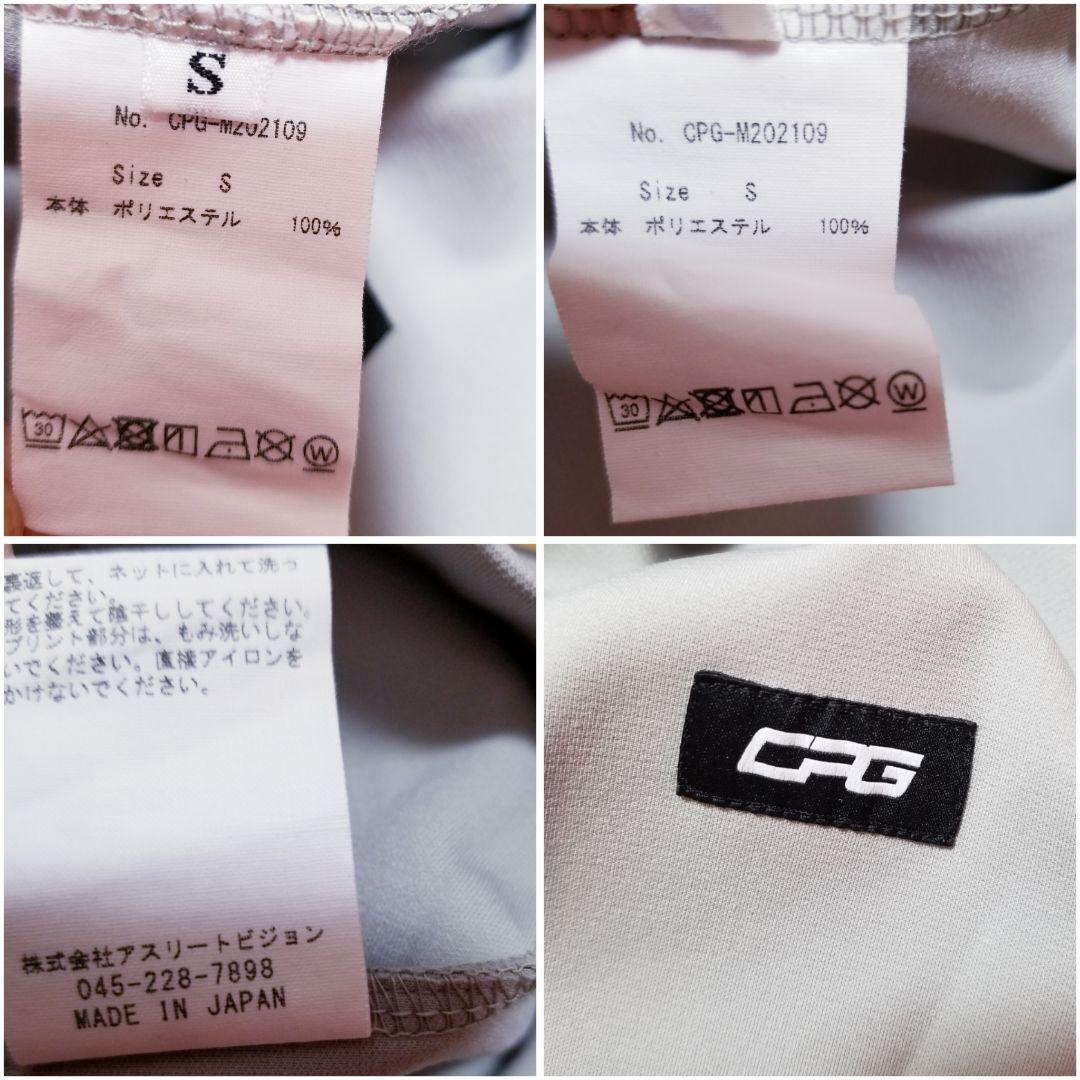 S
No. CPG-M202109
Size S
本体 ポリエステル 100%
30
W
No. CPG-M202109
Size S
本体 ポリエステル 100%
30
W
裏返して、ネットに入れて洗っ
てください。
形を整えて陰干ししてください。
プリント部分は、もみ洗いしな
いでください。直接アイロンを
かけないでください。
株式会社アスリートビジョン
045-228-7898
MADE IN JAPAN
CPG